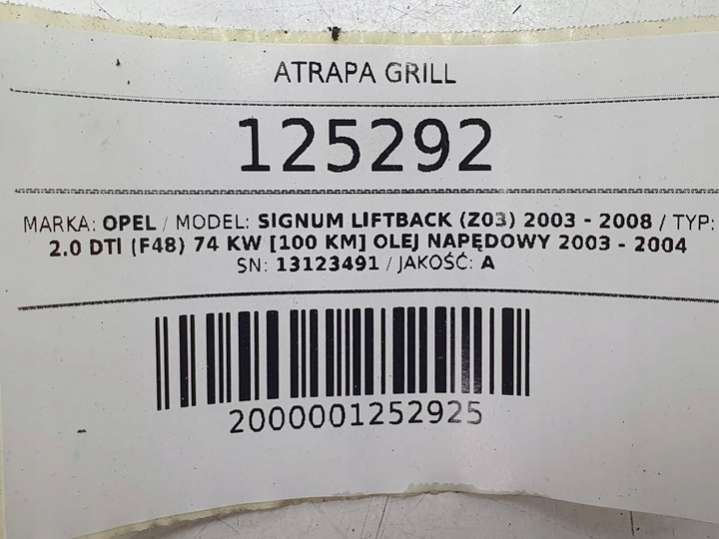 ATRAPA GRILL
125292
MARKA: OPEL / MODEL: SIGNUM LIFTBACK (Z03) 2003 - 2008 / TYP:
2.0 DTI (F48) 74 KW [100 KM] OLEJ NAPĘDOWY 2003 - 2004
SN: 13123491 / JAKOŚĆ: A
2000001252925